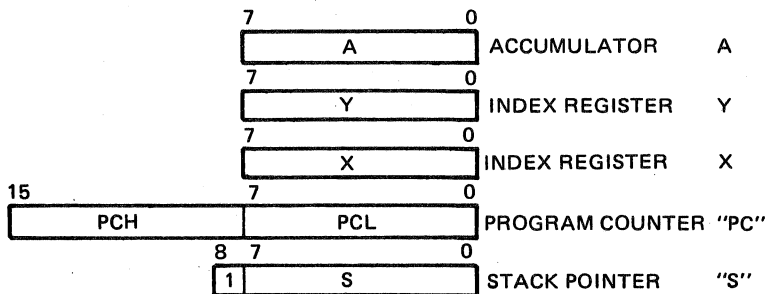 7 0
A ACCUMULATOR A
7 0
Y INDEX REGISTER Y
7 0
X INDEX REGISTER X
15 7 0
PCH PCL PROGRAM COUNTER "PC"
8 7 0
1 S STACK POINTER "S"